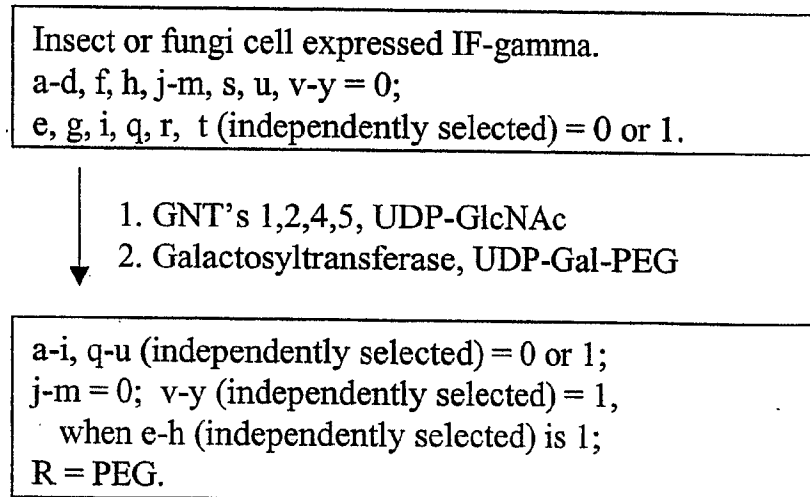 Insect or fungi cell expressed IF-gamma.
a-d, f, h, j-m, s, u, v-y = 0;
e, g, i, q, r, t (independently selected) = 0 or 1.
1. GNT's 1,2,4,5, UDP-GlcNAc
2. Galactosyltransferase, UDP-Gal-PEG
a-i, q-u (independently selected) = 0 or 1;
j-m = 0; v-y (independently selected) = 1,
when e-h (independently selected) is 1;
R = PEG.